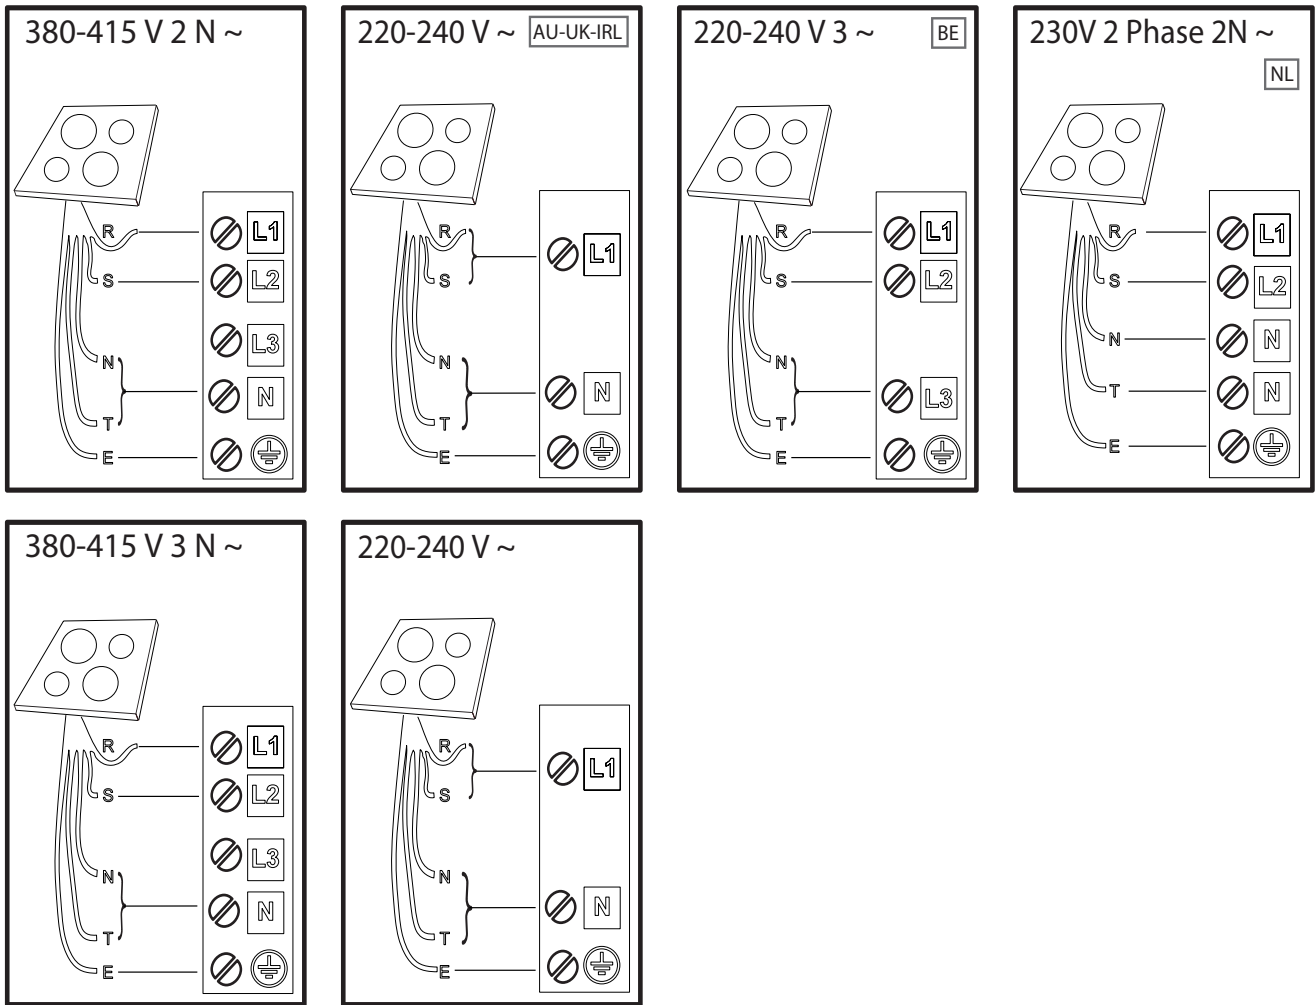 380-415 V 2 N ~
R L1
S L2
L3
N
N
T
E
220-240 V ~ AU-UK-IRL
R
L1
S
N
N
T
E
220-240 V 3 ~ BE
R L1
S L2
N
L3
T
E
230V 2 Phase 2N ~
NL
R L1
S L2
N N
T N
E
380-415 V 3 N ~
R L1
S L2
L3
N
N
T
E
220-240 V ~
R
L1
S
N
N
T
E